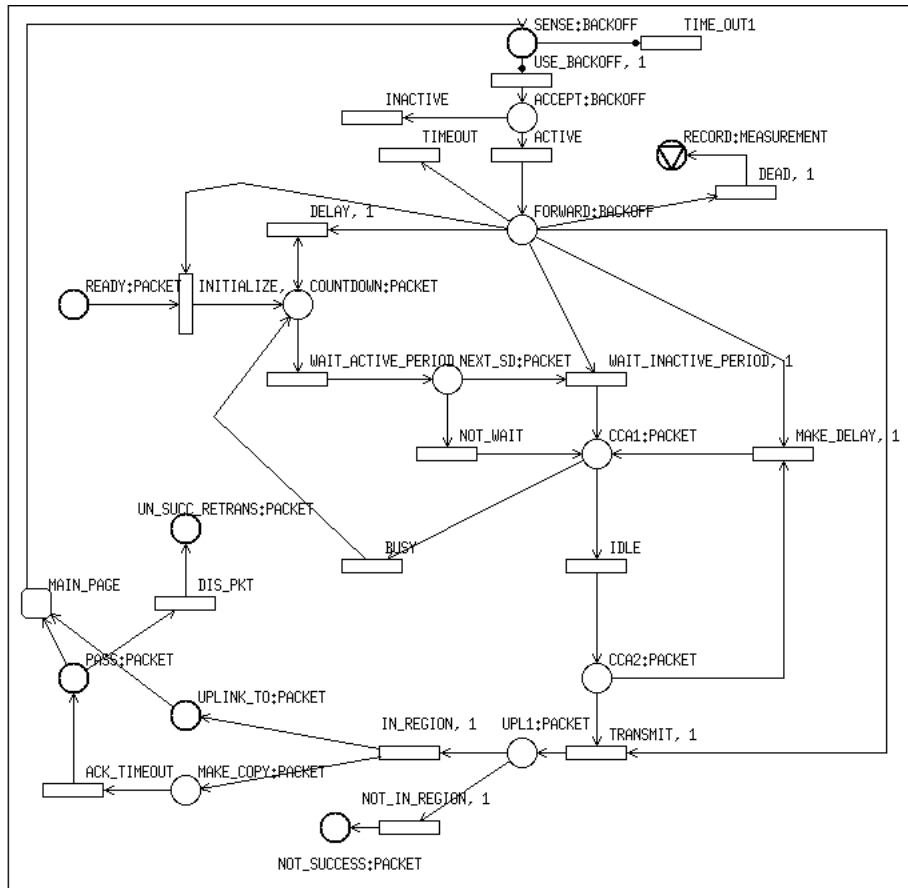 SENSE:BACKOFF
TIME_OUT1
USE_BACKOFF, 1
INACTIVE
ACCEPT:BACKOFF
TIMEOUT
ACTIVE
RECORD:MEASUREMENT
DEAD, 1
DELAY, 1
FORWARD:BACKOFF
READY:PACKET
INITIALIZE,
COUNTDOWN:PACKET
WAIT_ACTIVE_PERIOD
NEXT_SD:PACKET
WAIT_INACTIVE_PERIOD, 1
NOT_WAIT
CCA1:PACKET
MAKE_DELAY, 1
UN_SUCC_RETRANS:PACKET
BUSY
IDLE
MAIN_PAGE
DIS_PKT
PASS:PACKET
CCA2:PACKET
UPLINK_TO:PACKET
IN_REGION, 1
UPL1:PACKET
TRANSMIT, 1
ACK_TIMEOUT
MAKE_COPY:PACKET
NOT_IN_REGION, 1
NOT_SUCCESS:PACKET